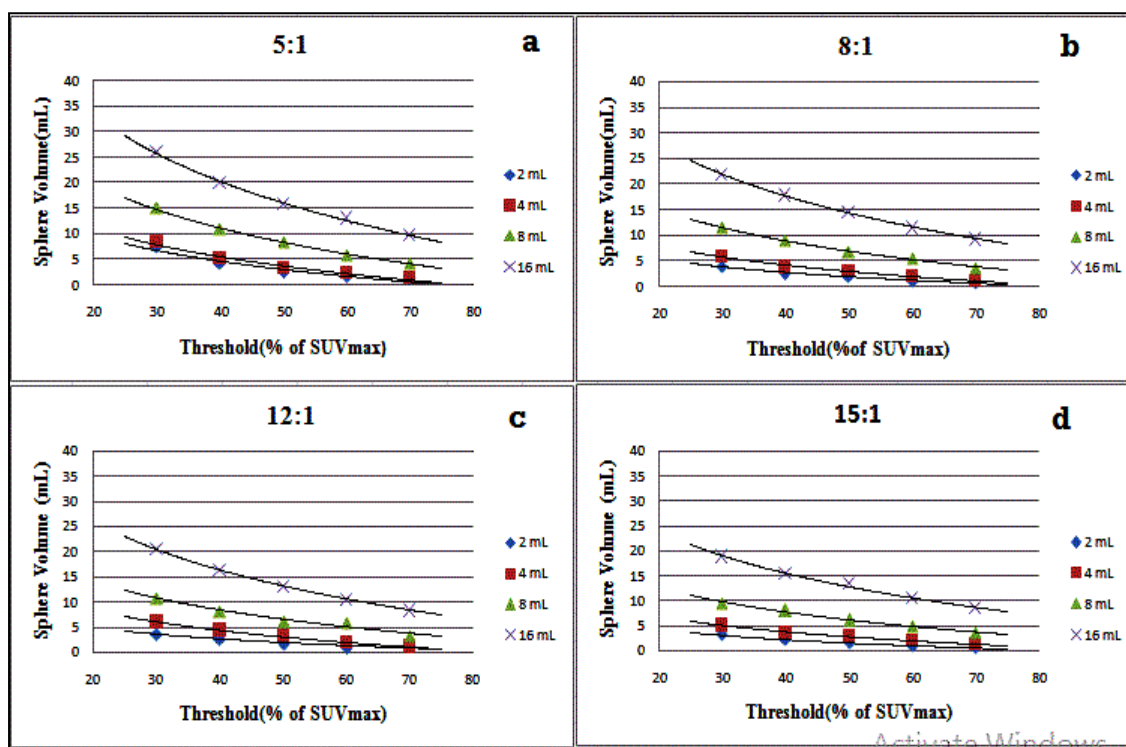 5:1
a
40
35
30
25
20
15
10
5
0
20 30 40 50 60 70 80
Sphere Volume(mL)
Threshold(% of SUVmax)
2 mL
4 mL
8 mL
16 mL
8:1
b
40
35
30
25
20
15
10
5
0
20 30 40 50 60 70 80
Sphere Volume(mL)
Threshold(%of SUVmax)
2 mL
4 mL
8 mL
16 mL
12:1
c
40
35
30
25
20
15
10
5
0
20 30 40 50 60 70 80
Sphere Volume (mL)
Threshold(% of SUVmax)
2 mL
4 mL
8 mL
16 mL
15:1
d
40
35
30
25
20
15
10
5
0
20 30 40 50 60 70 80
Sphere Volume (mL)
Threshold(% of SUVmax)
2 mL
4 mL
8 mL
16 mL
Activate Windows